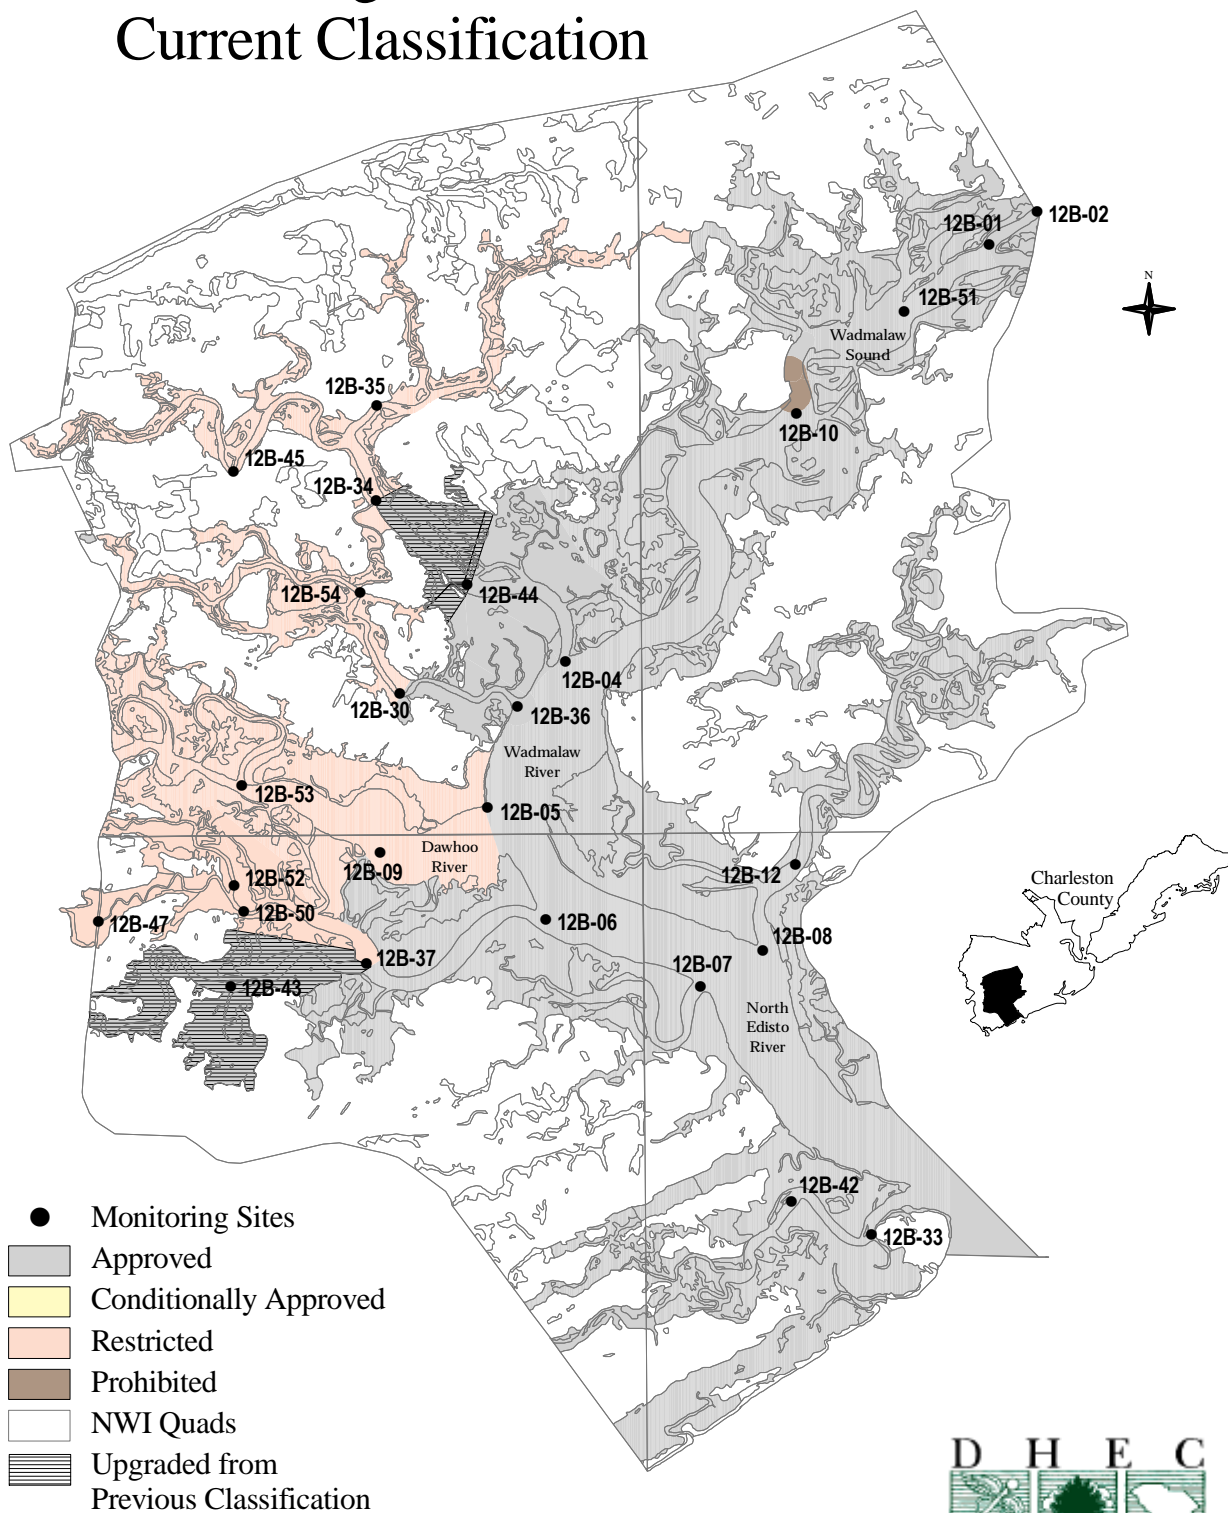 Current Classification
12B-02
12B-01
N
12B-51
Wadmalaw
Sound
12B-35
12B-10
12B-45
12B-34
12B-54
12B-44
12B-04
12B-30
12B-36
Wadmalaw
River
12B-53
12B-05
Dawhoo
River
12B-09
12B-12
12B-52
12B-50
12B-47
12B-06
12B-08
12B-37
12B-07
12B-43
North
Edisto
River
Charleston
County
12B-42
12B-33
Monitoring Sites
Approved
Conditionally Approved
Restricted
Prohibited
NWI Quads
Upgraded from
Previous Classification
D H E C